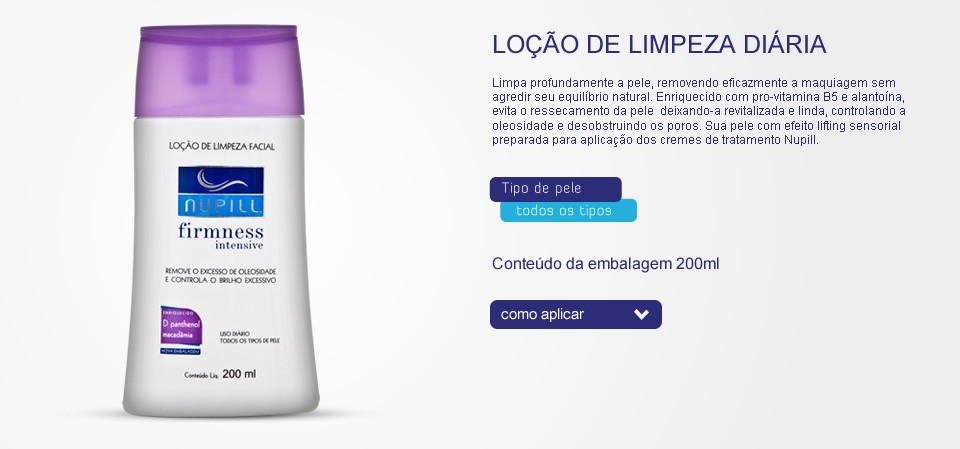 LOÇÃO DE LIMPEZA FACIAL
NUPILL
firmness
intensive
REMOVE O EXCESSO DE OLEOSIDADE
E CONTROLA O BRILHO EXCESSIVO
ENRIQUECIDO
D panthenol
macadâmia
NOVA EMBALAGEM
USO DIÁRIO
TODOS OS TIPOS DE PELE
Conteúdo Líq. 200 ml
LOÇÃO DE LIMPEZA DIÁRIA
Limpa profundamente a pele, removendo eficazmente a maquiagem sem
agredir seu equilíbrio natural. Enriquecido com pro-vitamina B5 e alantoína,
evita o ressecamento da pele deixando-a revitalizada e linda, controlando a
oleosidade e desobstruindo os poros. Sua pele com efeito lifting sensorial
preparada para aplicação dos cremes de tratamento Nupill.
Tipo de pele
todos os tipos
Conteúdo da embalagem 200ml
como aplicar